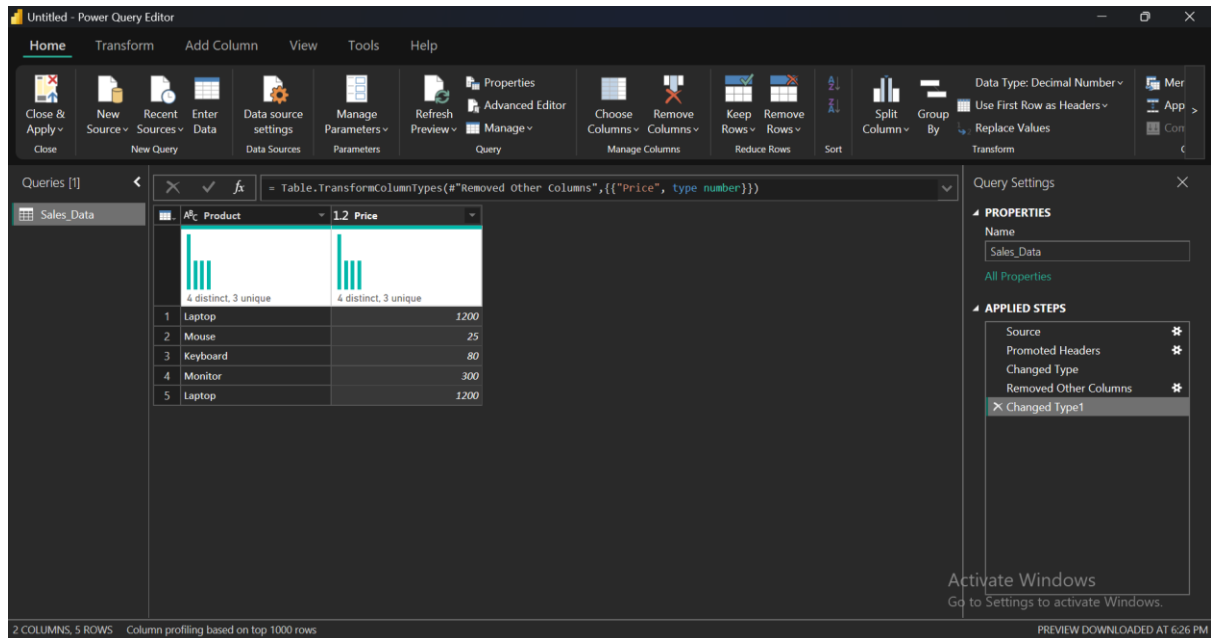 Untitled - Power Query Editor
Home Transform Add Column View Tools Help
Close & Apply
Close
New Source
Recent Sources
Enter Data
New Query
Data source settings
Data Sources
Manage Parameters
Parameters
Refresh Preview
Properties
Advanced Editor
Manage
Query
Choose Columns
Remove Columns
Manage Columns
Keep Rows
Remove Rows
Reduce Rows
Sort
Split Column
Group By
Data Type: Decimal Number
Use First Row as Headers
Replace Values
Transform
Mer
App
Con
Queries [1]
Sales_Data
fx = Table.TransformColumnTypes(#"Removed Other Columns",{{"Price", type number}})
ABC Product 1.2 Price
4 distinct, 3 unique 4 distinct, 3 unique
1 Laptop 1200
2 Mouse 25
3 Keyboard 80
4 Monitor 300
5 Laptop 1200
Query Settings
PROPERTIES
Name
Sales_Data
All Properties
APPLIED STEPS
Source
Promoted Headers
Changed Type
Removed Other Columns
Changed Type1
Activate Windows
Go to Settings to activate Windows.
2 COLUMNS, 5 ROWS Column profiling based on top 1000 rows PREVIEW DOWNLOADED AT 6:26 PM